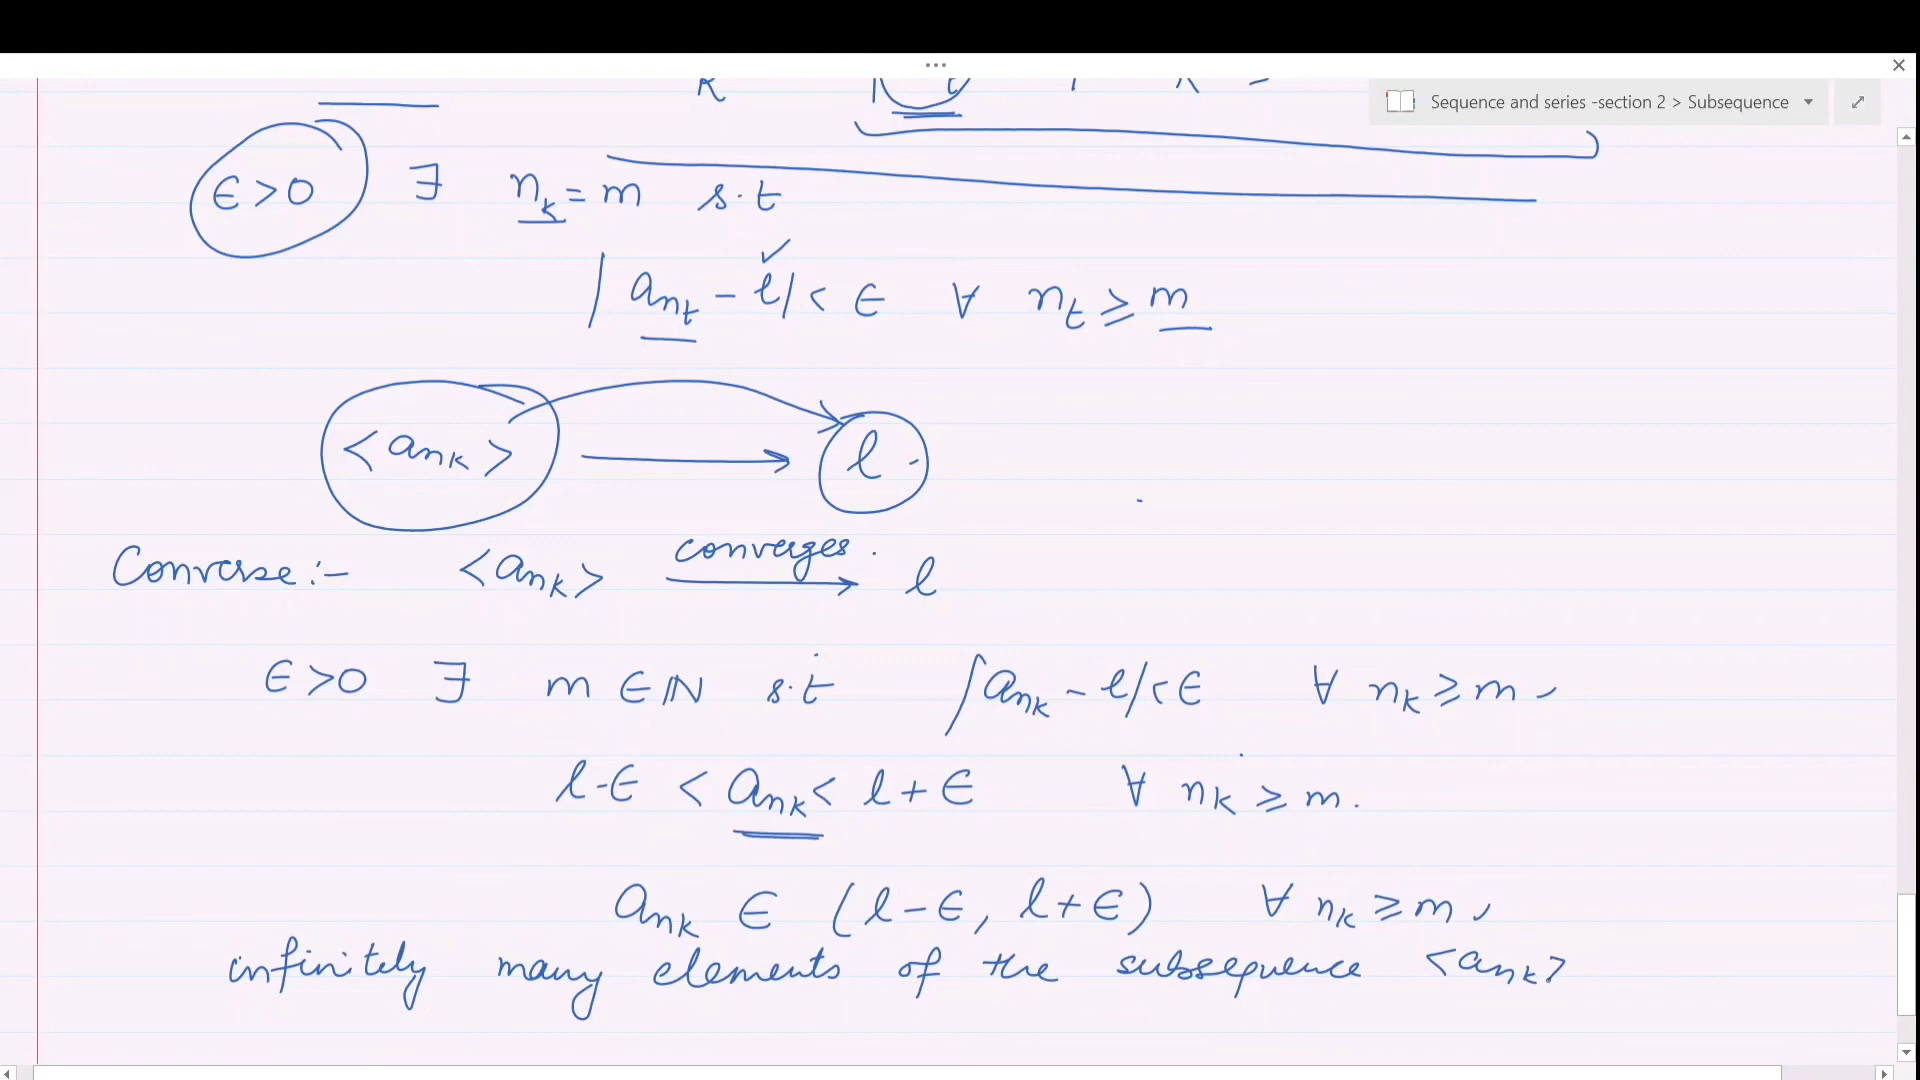 Sequence and series -section 2 > Subsequence
∈>0 ∃ n_k = m s.t
|a_{n_t} - l| < ∈ ∀ n_t ⩾ m
<a_{n_k}> → l
Converse :- <a_{n_k}> converges → l
∈>0 ∃ m ∈ ℕ s.t |a_{n_k} - l| < ∈ ∀ n_k ⩾ m
l-∈ < a_{n_k} < l+∈ ∀ n_k ⩾ m.
a_{n_k} ∈ (l-∈, l+∈) ∀ n_k ⩾ m
infinitely many elements of the subsequence <a_{n_k}>